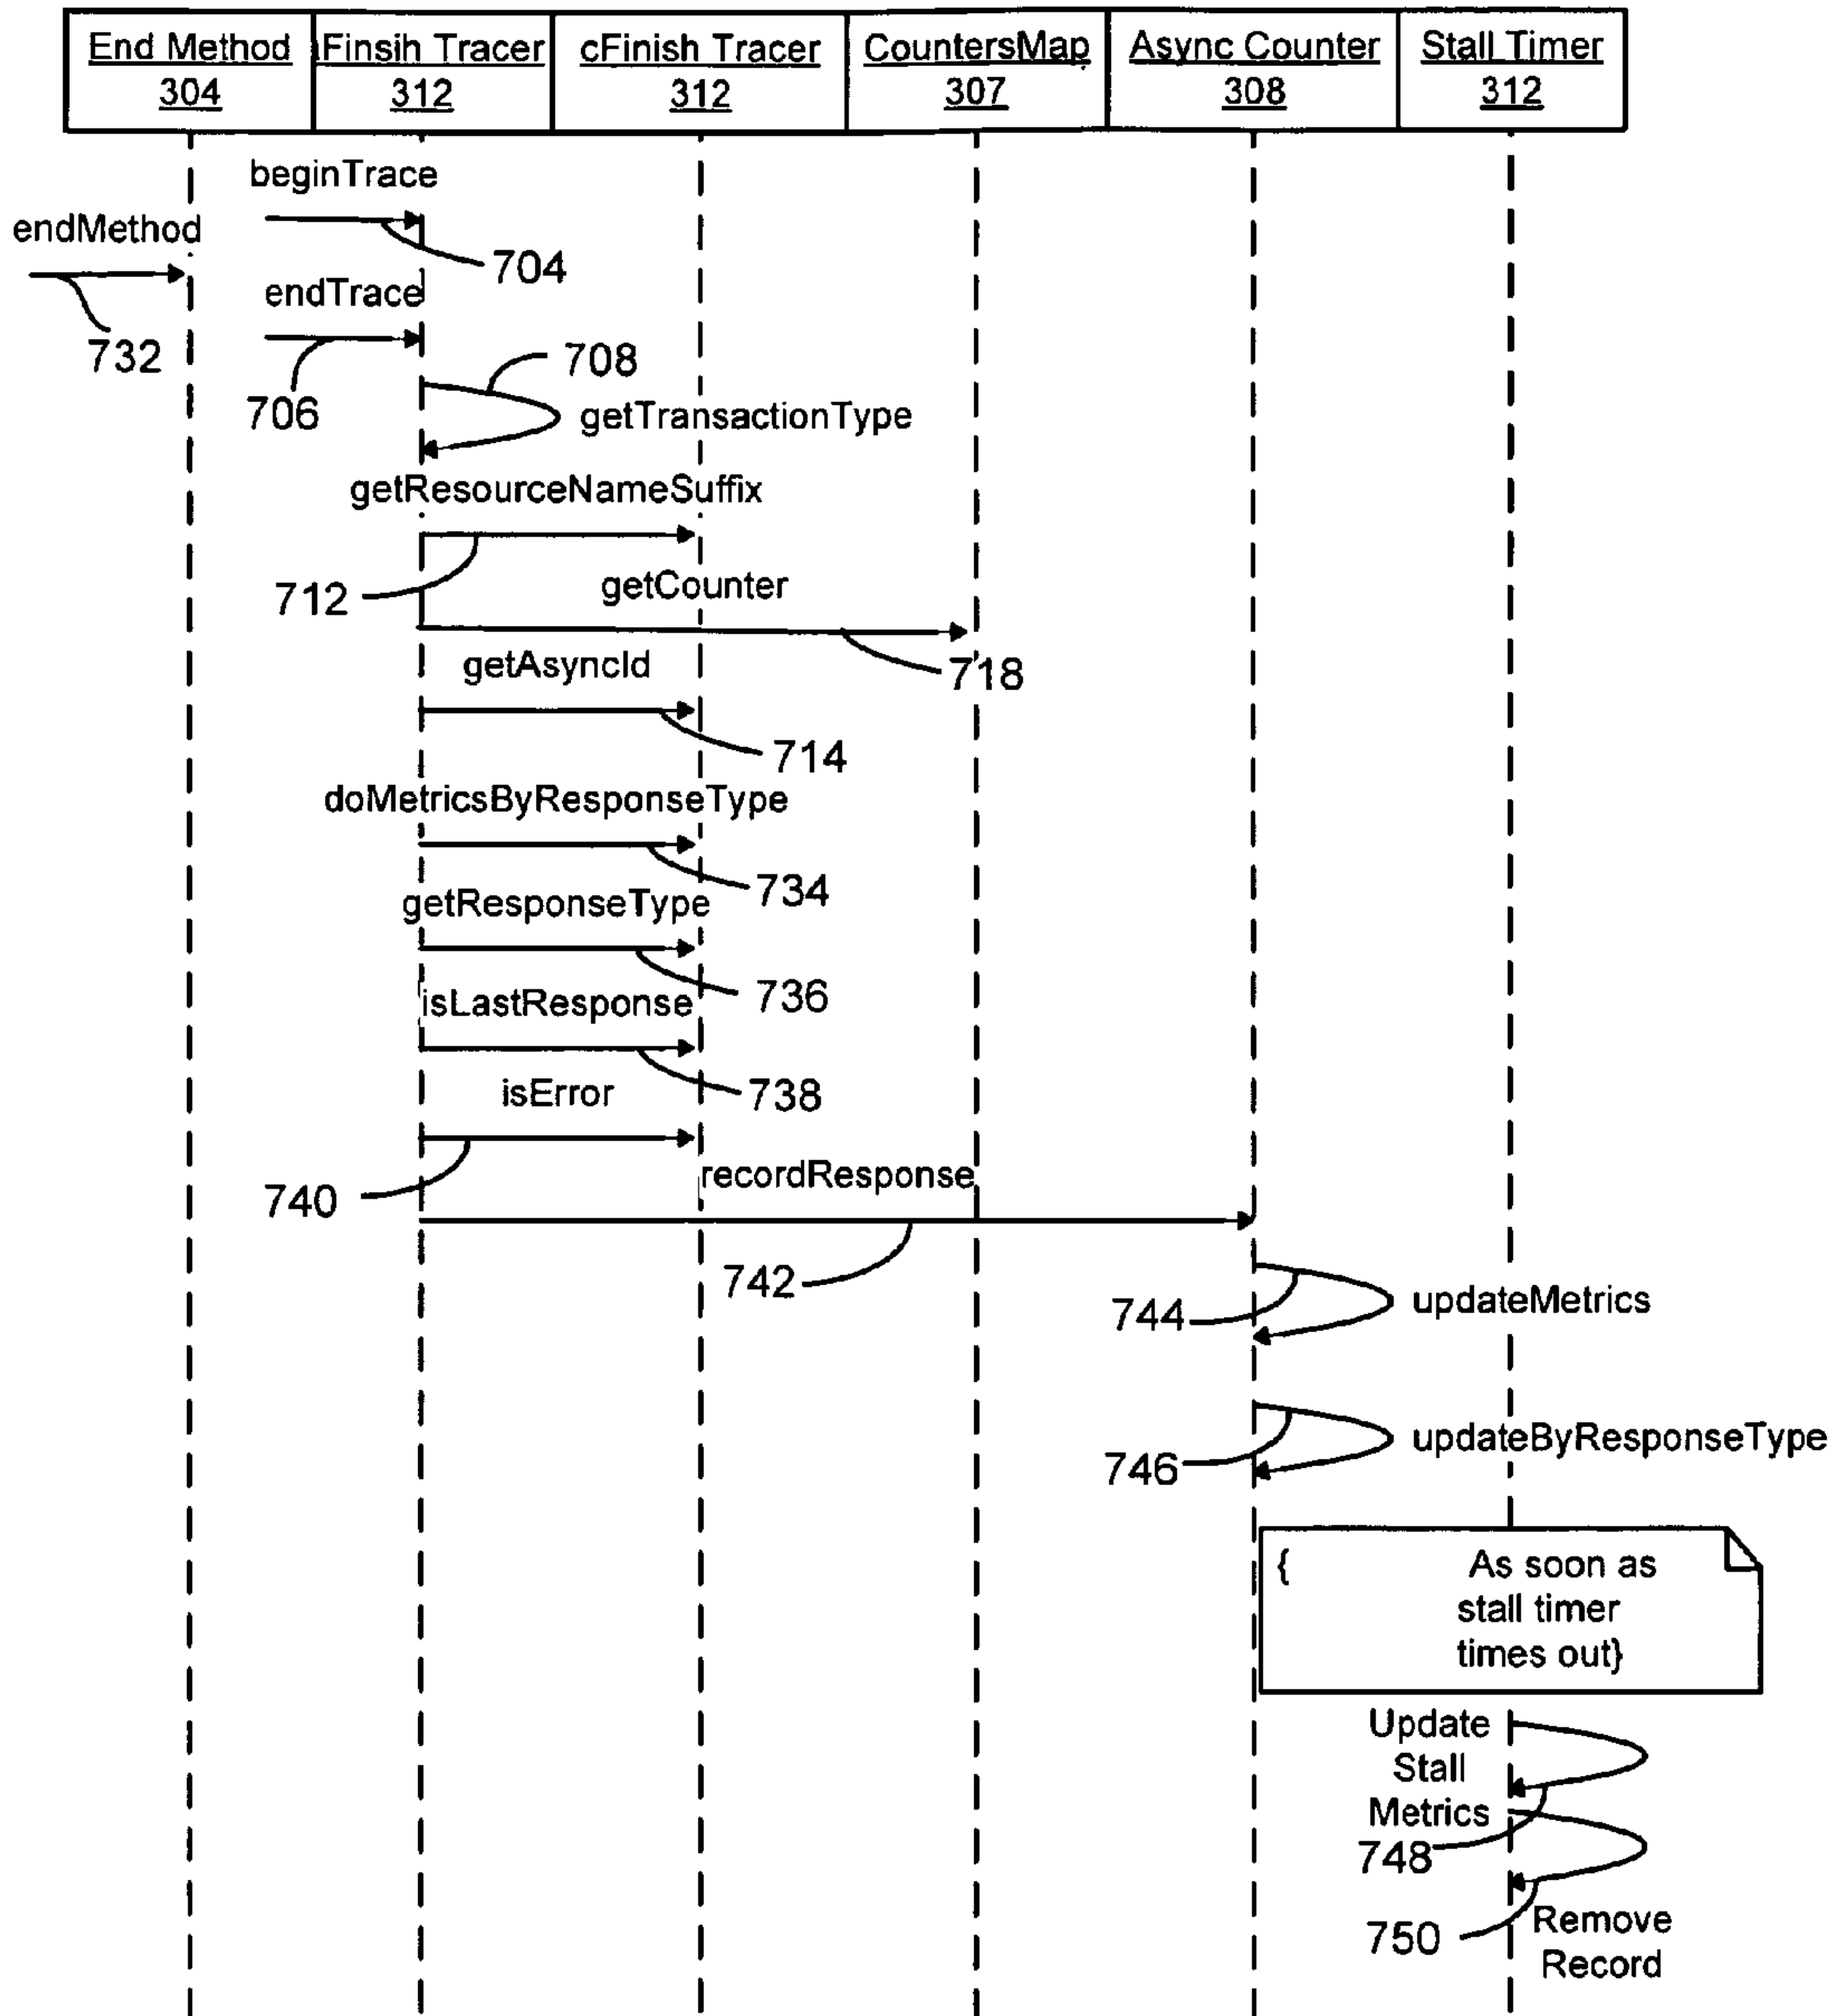 End Method
304
aFinsih Tracer
312
cFinish Tracer
312
CountersMap
307
Async Counter
308
Stall Timer
312
beginTrace
704
endMethod
732
endTrace
706
708
getTransactionType
getResourceNameSuffix
712
getCounter
718
getAsyncId
714
doMetricsByResponseType
734
getResponseType
736
isLastResponse
738
isError
740
recordResponse
742
744
updateMetrics
746
updateByResponseType
{ As soon as
stall timer
times out}
Update
Stall
Metrics
748
750
Remove
Record